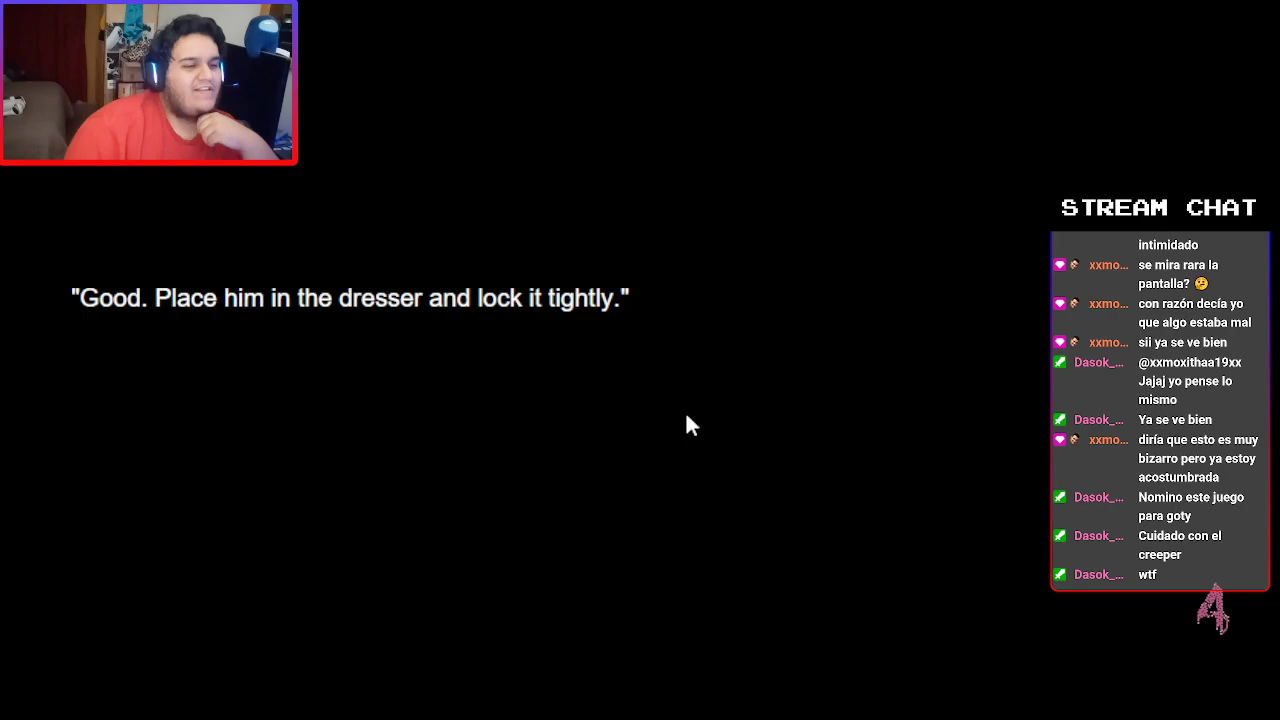 "Good. Place him in the dresser and lock it tightly."
STREAM CHAT
intimidado
xxmo... se mira rara la
pantalla? 🤨
xxmo... con razón decía yo
que algo estaba mal
xxmo... sii ya se ve bien
Dasok_... @xxmoxithaa19xx
Jajaj yo pense lo
mismo
Dasok_... Ya se ve bien
xxmo... diría que esto es muy
bizarro pero ya estoy
acostumbrada
Dasok_... Nomino este juego
para goty
Dasok_... Cuidado con el
creeper
Dasok_... wtf